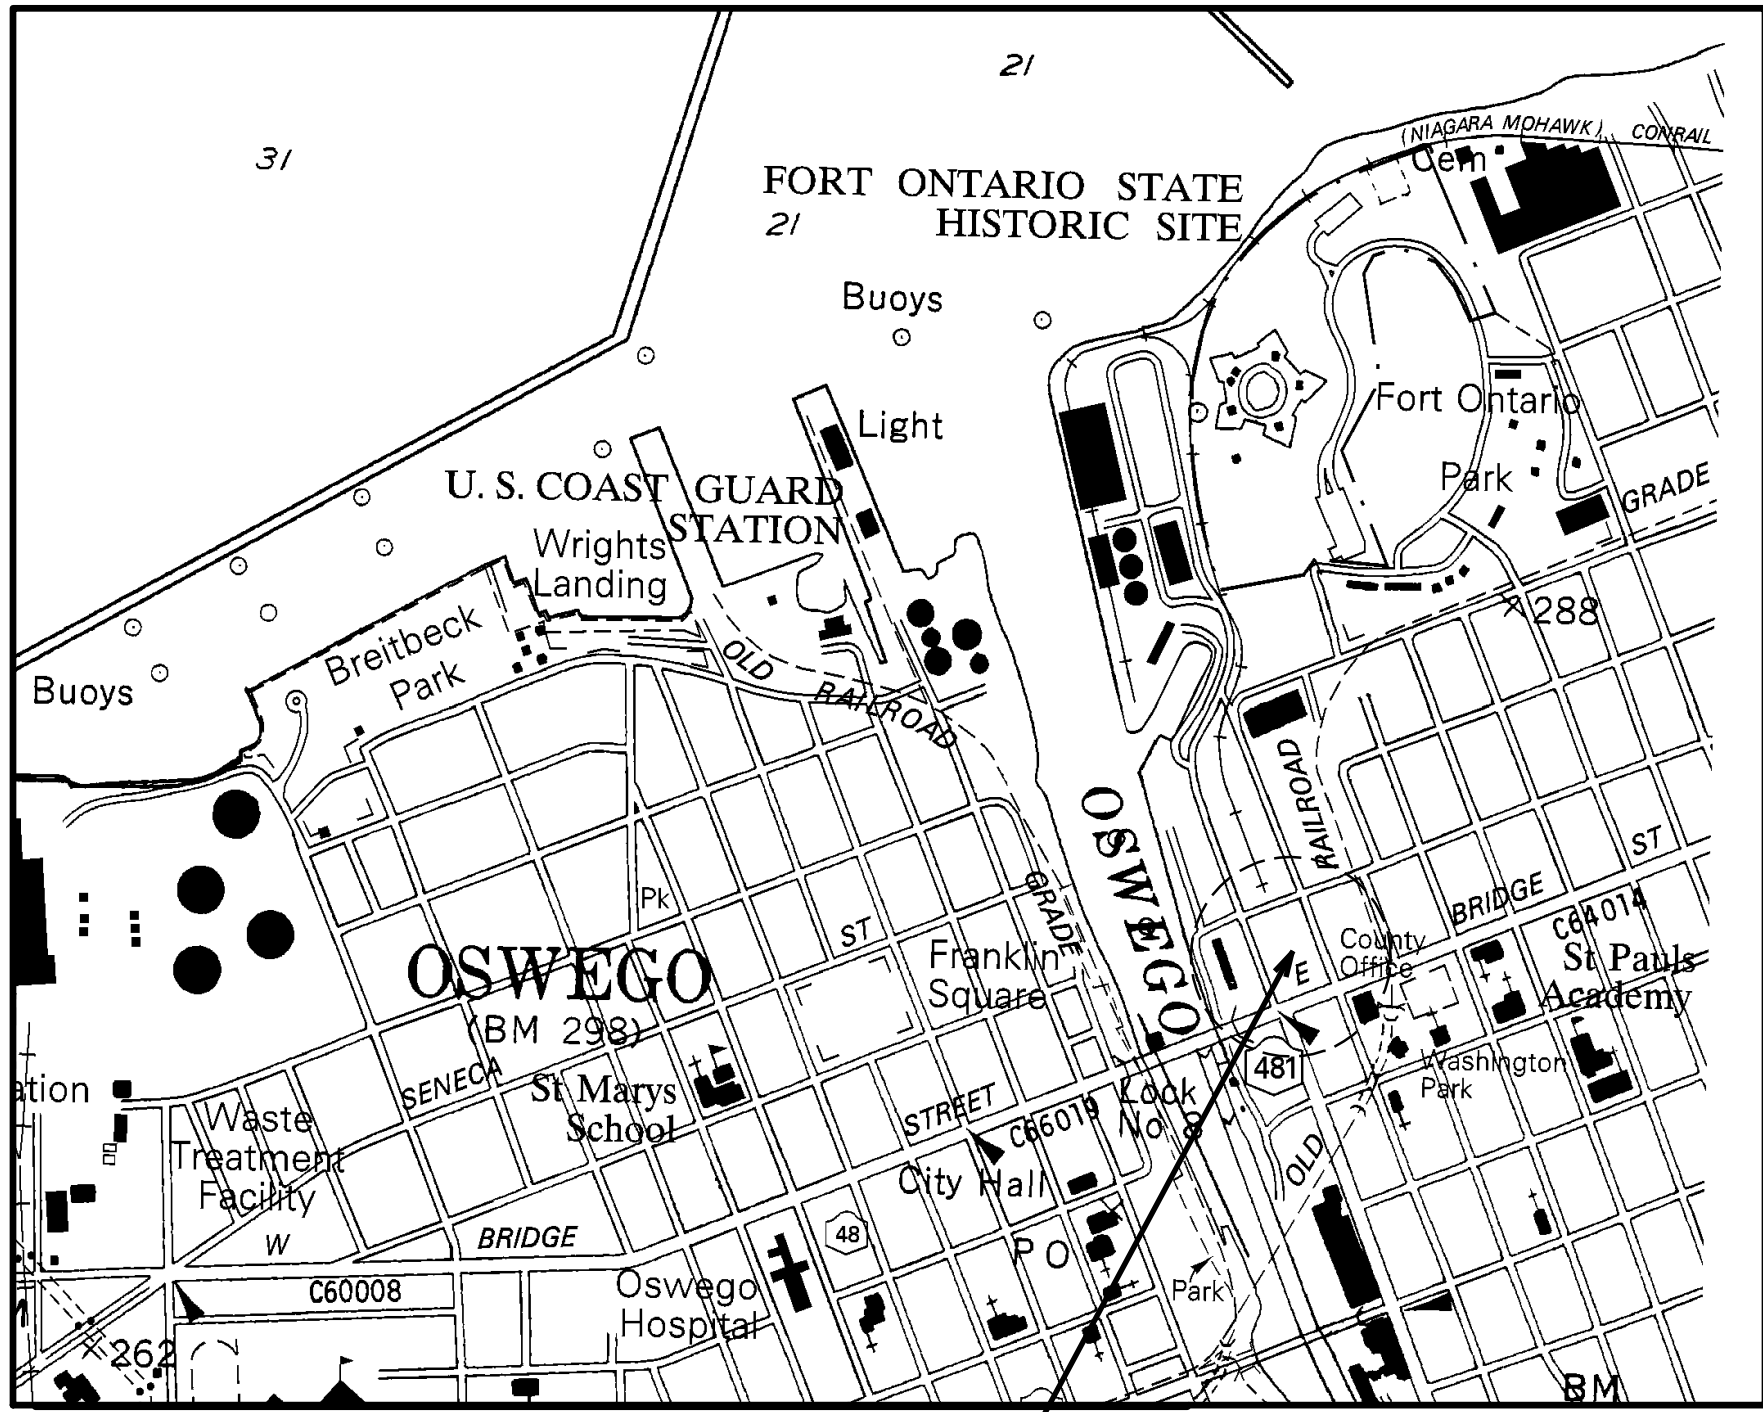 21
31
(NIAGARA MOHAWK) CONRAIL
Cem
FORT ONTARIO STATE
HISTORIC SITE
21
Buoys
Light
Fort Ontario
Park
GRADE
U. S. COAST GUARD
STATION
Wrights
Landing
288
Breitbeck
Park
Buoys
OLD RAILROAD
GRADE
RAILROAD
OSWEGO
ST
BRIDGE
C64014
Pk
ST
Franklin
Square
County
Office
E
St Pauls
Academy
OSWEGO
(BM 298)
481
Washington
Park
ation
SENECA
St Marys
School
STREET
C66019
Lock
No 8
Waste
Treatment
Facility
City Hall
OLD
W BRIDGE
48
P O
C60008
Oswego
Hospital
Park
262
BM